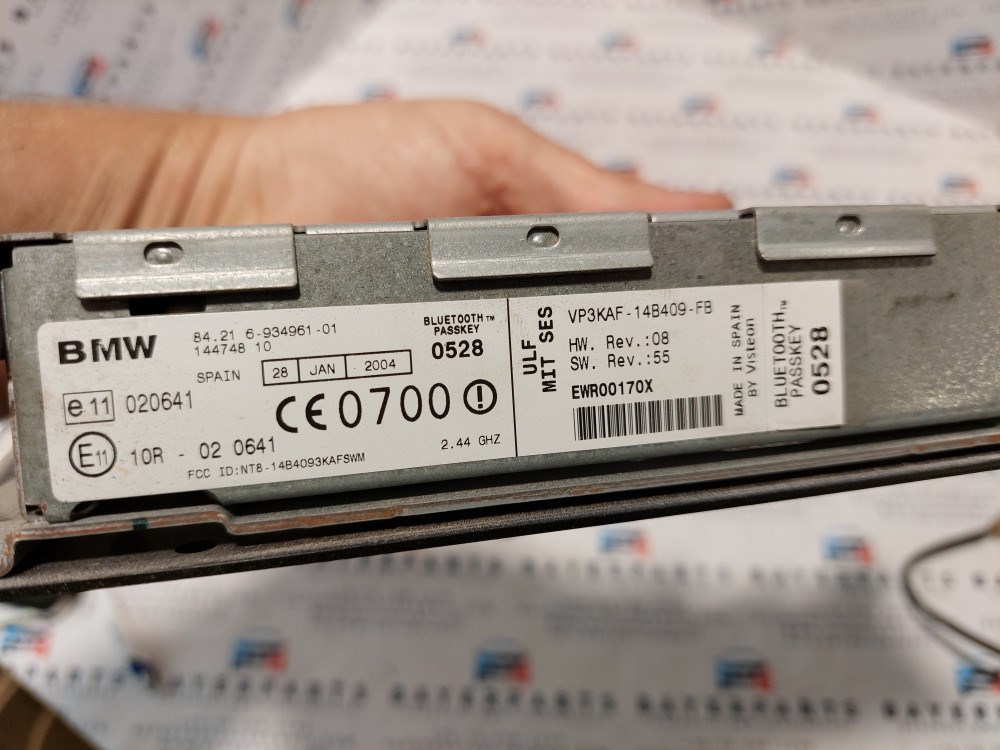 BMW
84.21 6-934961-01
144748 10
SPAIN 28 JAN 2004
BLUETOOTH™
PASSKEY
0528
e 11 020641
CE0700
E11 10R - 02 0641
2.44 GHZ
FCC ID:NT8-14B4093KAFSWM
ULF
MIT SES
VP3KAF-14B409-FB
HW. Rev.:08
SW. Rev.:55
EWR00170X
MADE IN SPAIN
BY Visteon
BLUETOOTH™
PASSKEY
0528